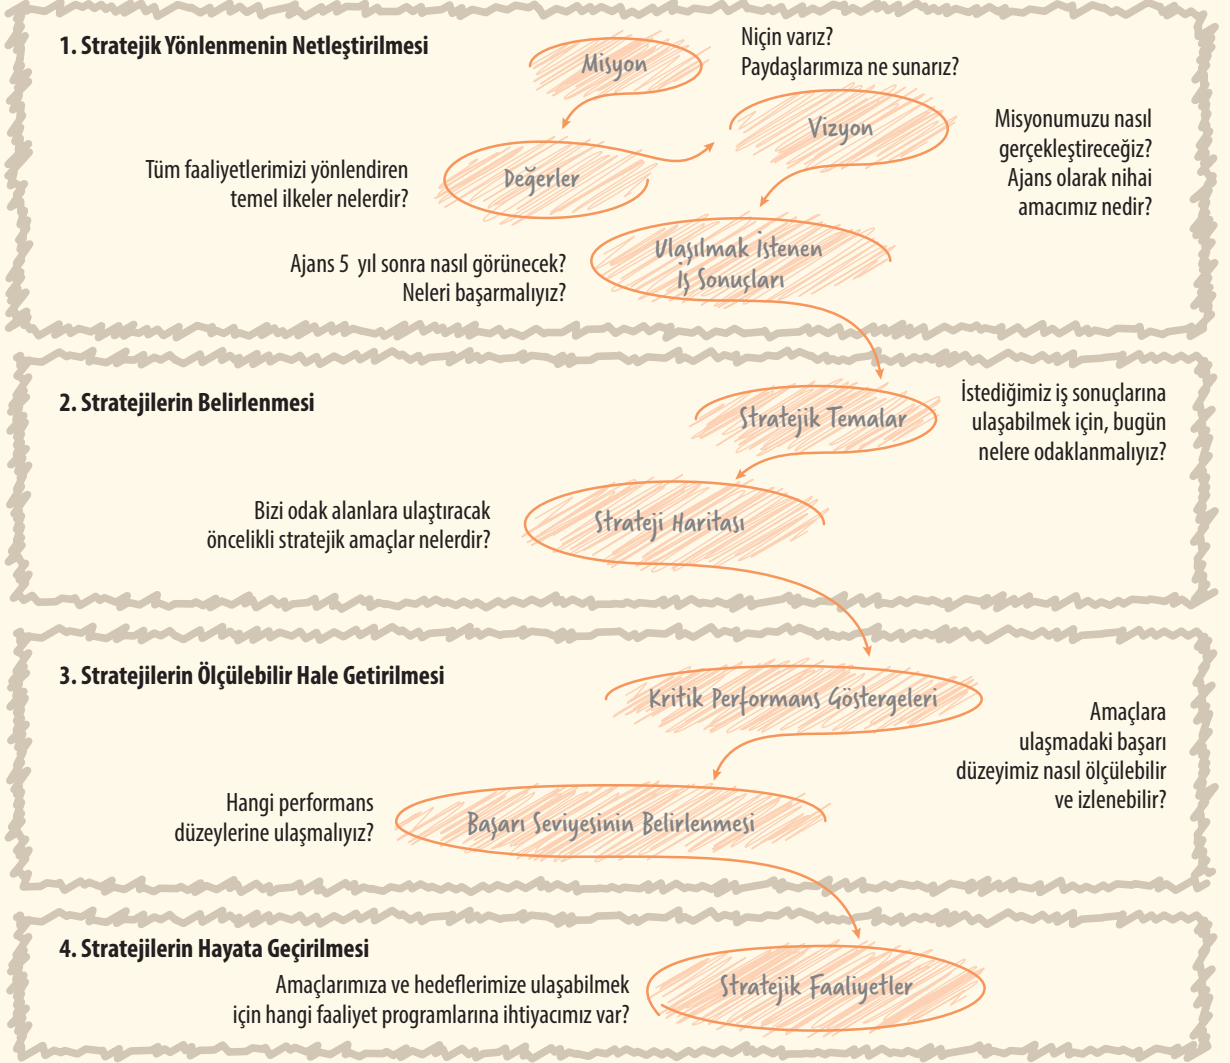 1. Stratejik Yönlenmenin Netleştirilmesi
Misyon
Niçin varız?
Paydaşlarımıza ne sunarız?
Vizyon
Misyonumuzu nasıl
gerçekleştireceğiz?
Ajans olarak nihai
amacımız nedir?
Tüm faaliyetlerimizi yönlendiren
temel ilkeler nelerdir?
Değerler
Ulaşılmak İstenen
İş Sonuçları
Ajans 5 yıl sonra nasıl görünecek?
Neleri başarmalıyız?
2. Stratejilerin Belirlenmesi
Stratejik Temalar
İstediğimiz iş sonuçlarına
ulaşabilmek için, bugün
nelere odaklanmalıyız?
Bizi odak alanlara ulaştıracak
öncelikli stratejik amaçlar nelerdir?
Strateji Haritası
3. Stratejilerin Ölçülebilir Hale Getirilmesi
Kritik Performans Göstergeleri
Amaçlara
ulaşmadaki başarı
düzeyimiz nasıl ölçülebilir
ve izlenebilir?
Hangi performans
düzeylerine ulaşmalıyız?
Başarı Seviyesinin Belirlenmesi
4. Stratejilerin Hayata Geçirilmesi
Amaçlarımıza ve hedeflerimize ulaşabilmek
için hangi faaliyet programlarına ihtiyacımız var?
Stratejik Faaliyetler